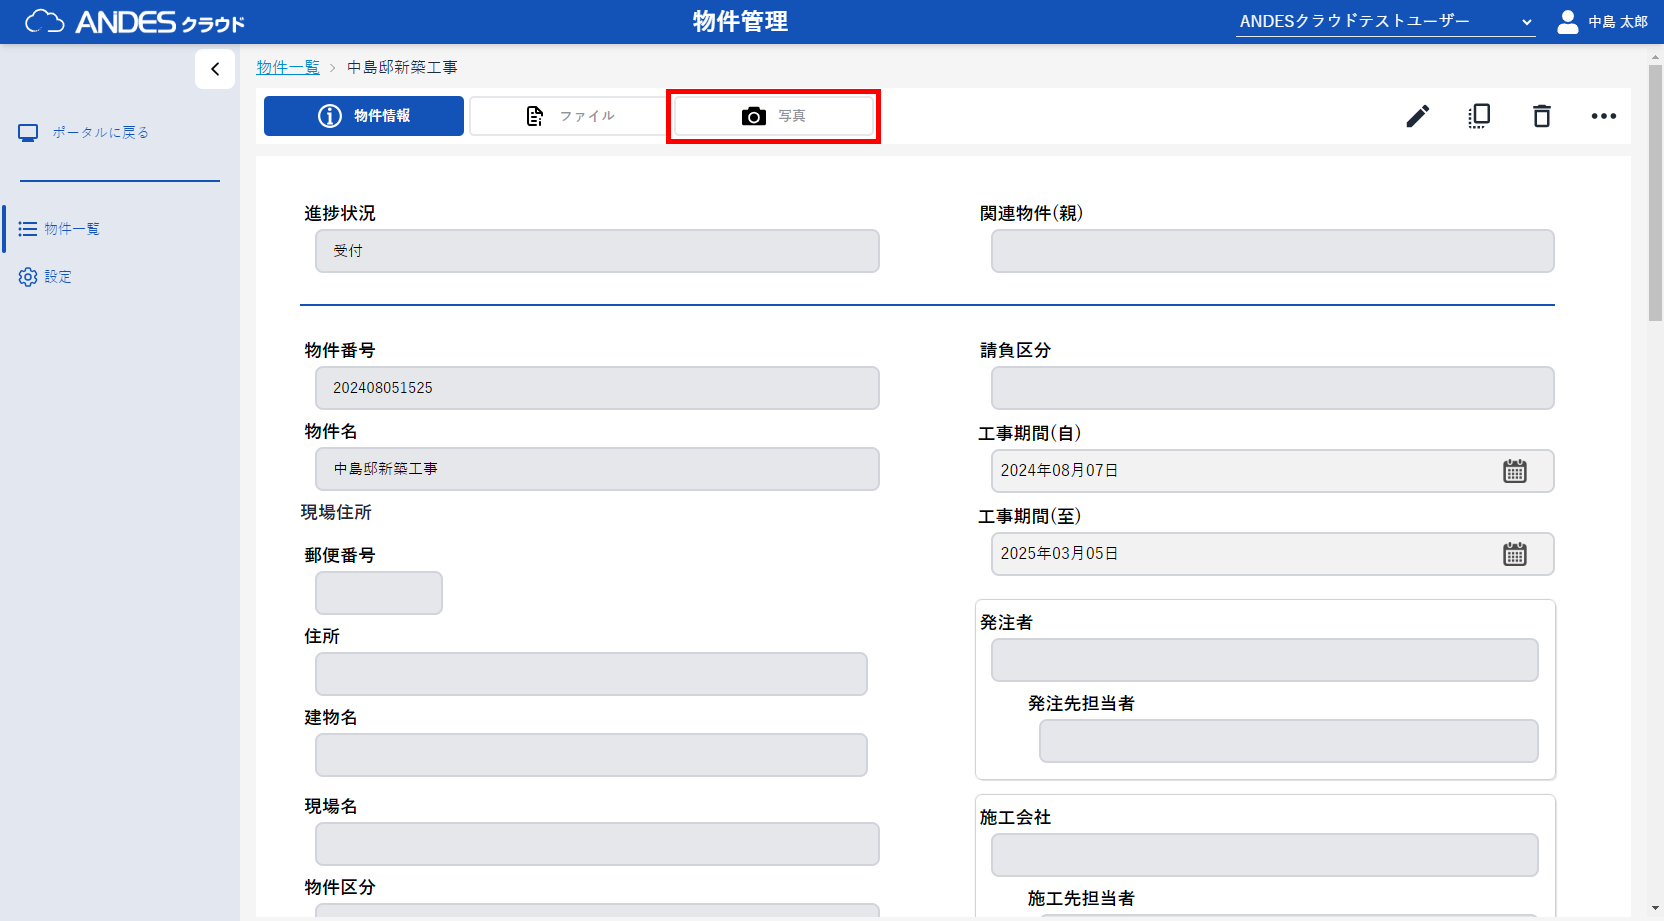 ANDES クラウド
物件管理
ANDESクラウドテストユーザー
中島 太郎
物件一覧 > 中島邸新築工事
ポータルに戻る
物件一覧
設定
物件情報
ファイル
写真
進捗状況
受付
関連物件(親)
物件番号
202408051525
物件名
中島邸新築工事
現場住所
郵便番号
住所
建物名
現場名
物件区分
請負区分
工事期間(自)
2024年08月07日
工事期間(至)
2025年03月05日
発注者
発注先担当者
施工会社
施工先担当者